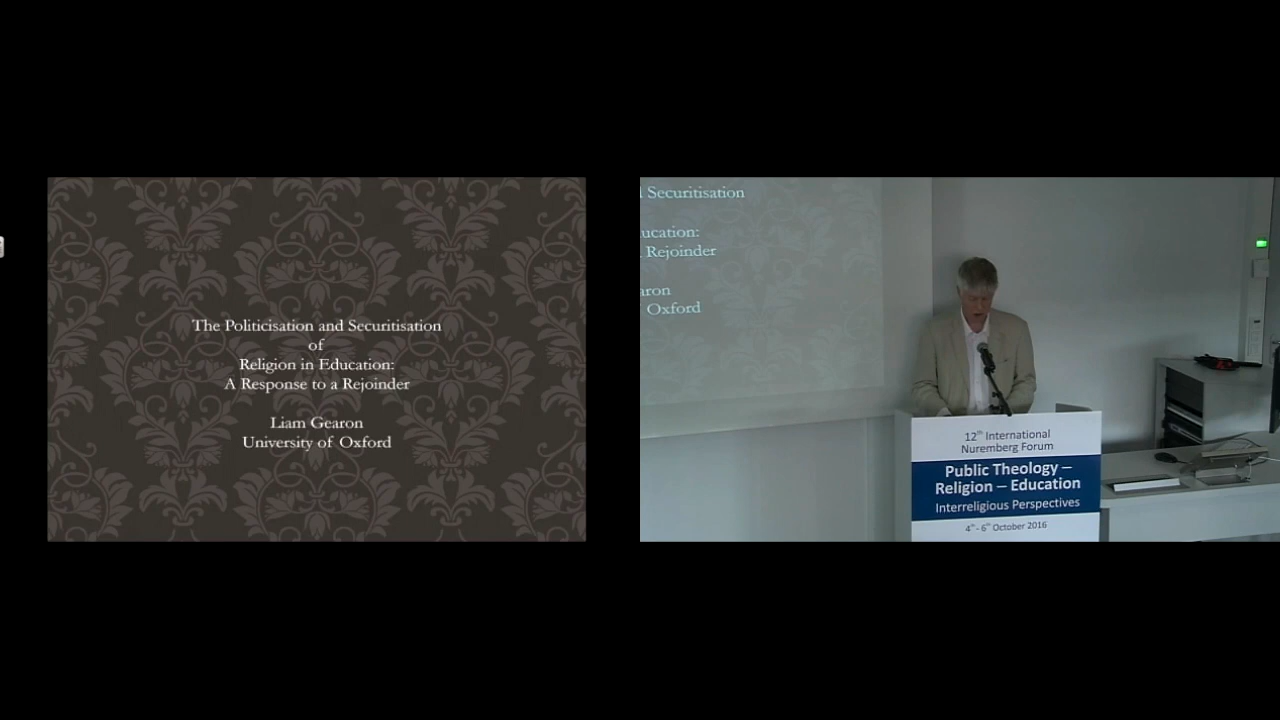 The Politicisation and Securitisation
of
Religion in Education:
A Response to a Rejoinder
Liam Gearon
University of Oxford
Securitisation
ucation:
Rejoinder
aron
Oxford
12th International
Nuremberg Forum
Public Theology –
Religion – Education
Interreligious Perspectives
4th - 6th October 2016